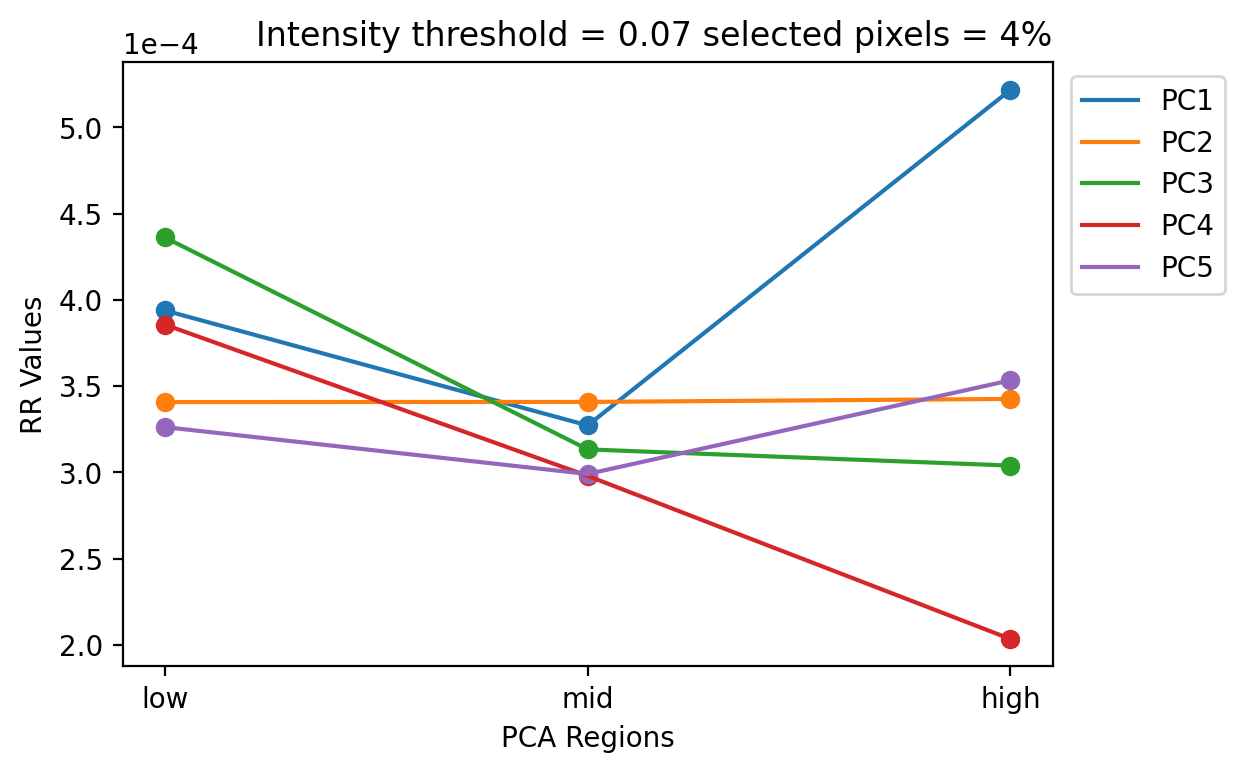 Intensity threshold = 0.07 selected pixels = 4%
1e−4
5.0
4.5
4.0
3.5
3.0
2.5
2.0
RR Values
low
mid
high
PCA Regions
PC1
PC2
PC3
PC4
PC5